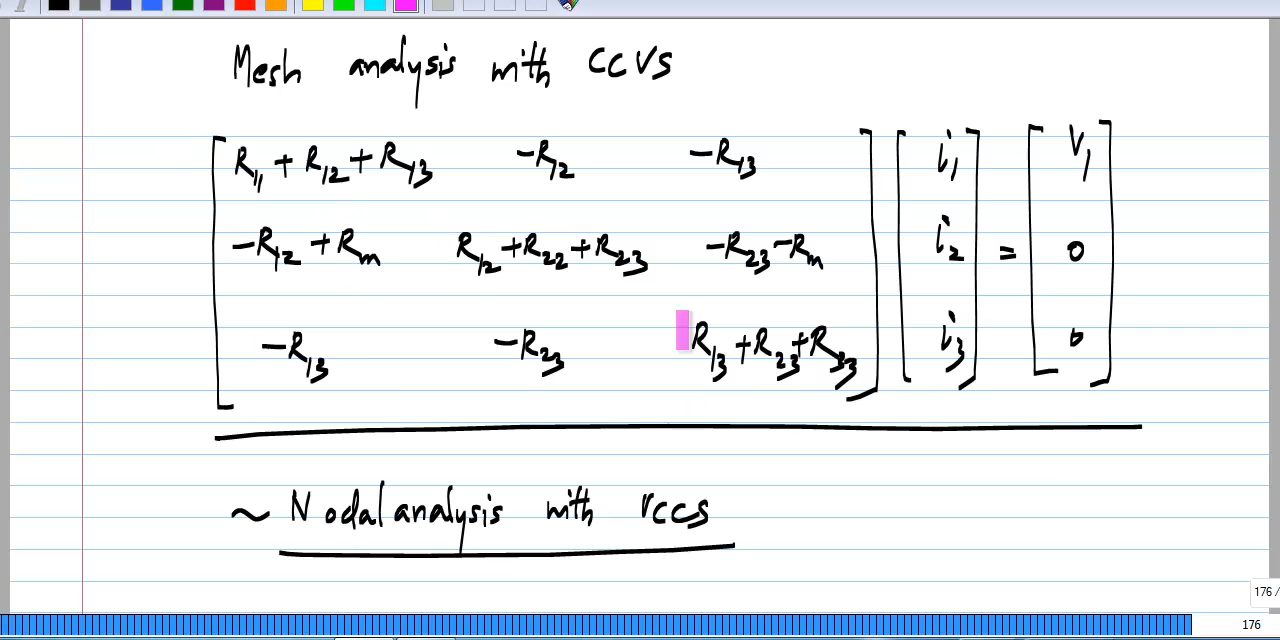 Mesh analysis with CCVS
[ R₁₁ + R₁₂ + R₁₃   -R₁₂   -R₁₃ ] [ i₁ ] [ V₁ ]
[ -R₁₂ + Rₘ   R₁₂ + R₂₂ + R₂₃   -R₂₃ - Rₘ ] [ i₂ ] = [ 0 ]
[ -R₁₃   -R₂₃   R₁₃ + R₂₃ + R₃₃ ] [ i₃ ] [ 0 ]
~ Nodal analysis with VCCS
176 /
176